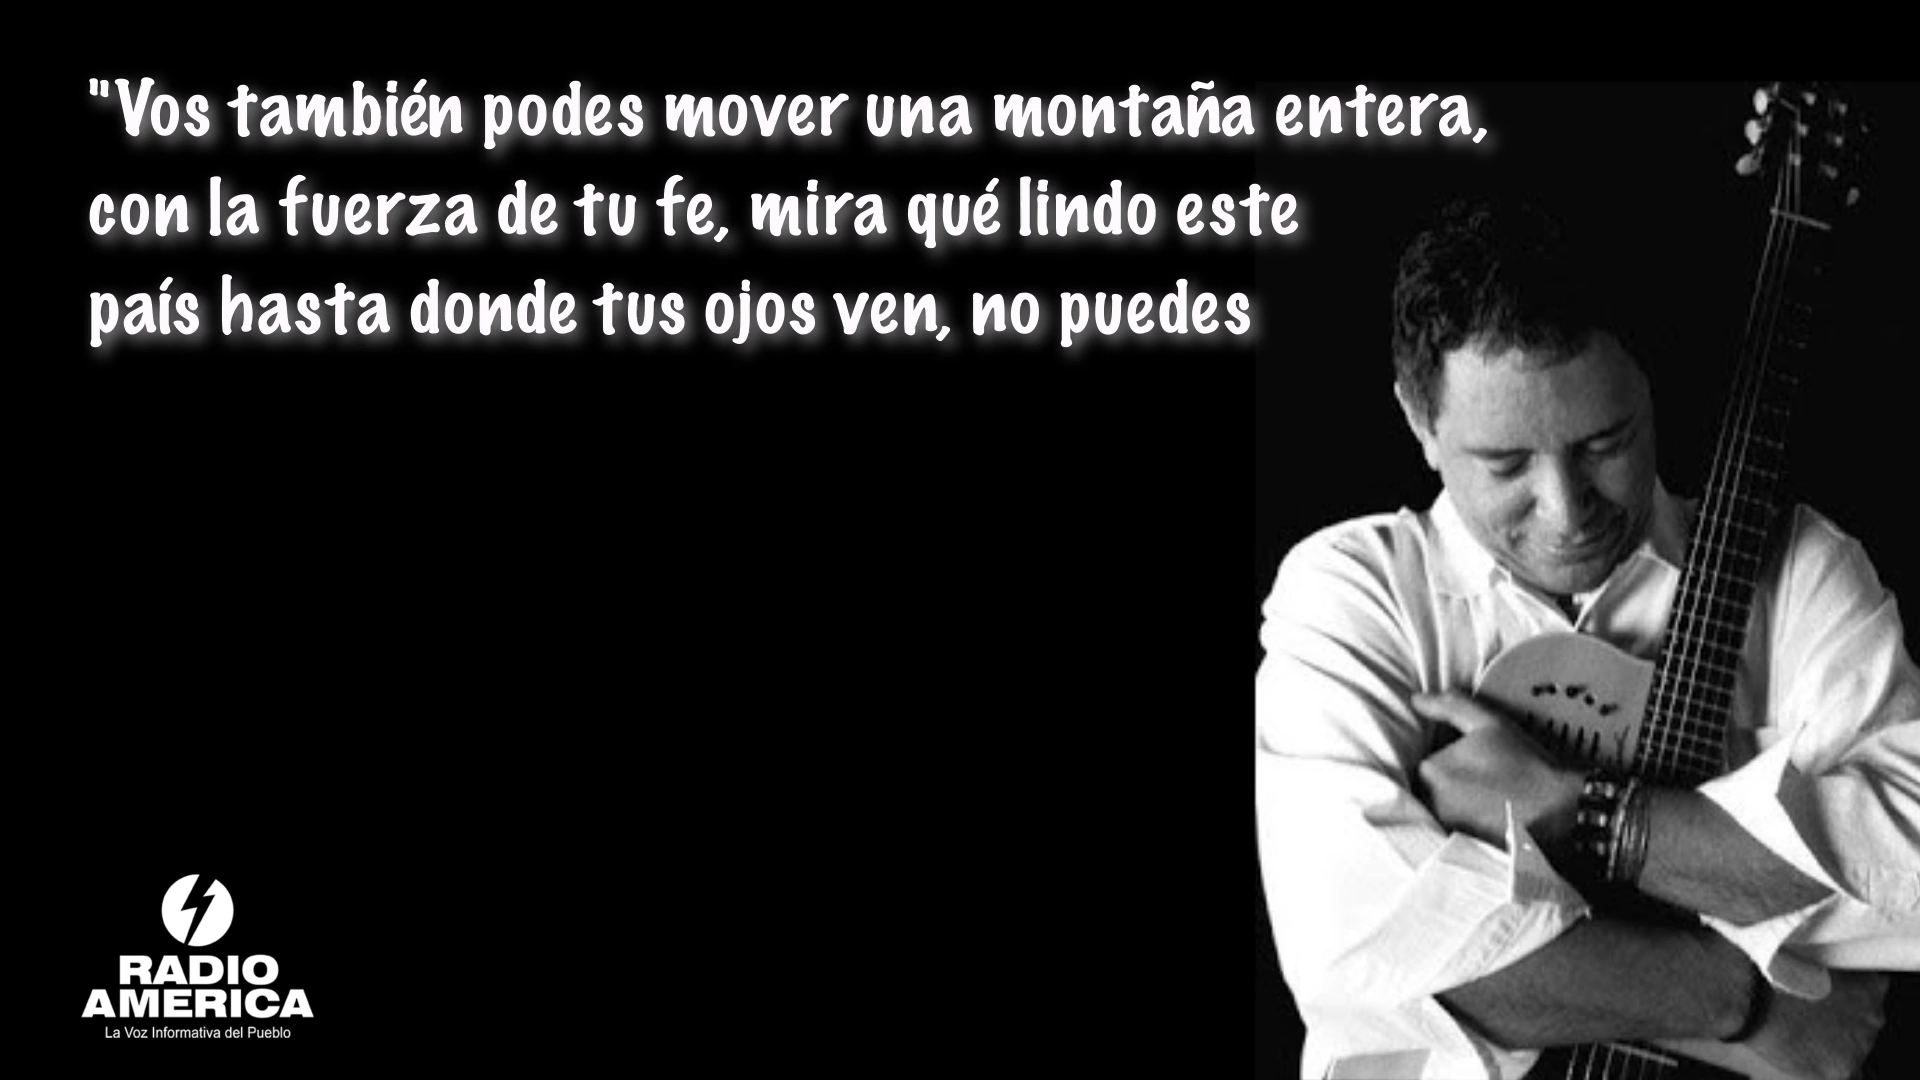 "Vos también podes mover una montaña entera,
con la fuerza de tu fe, mira qué lindo este
país hasta donde tus ojos ven, no puedes
RADIO
AMERICA
La Voz Informativa del Pueblo